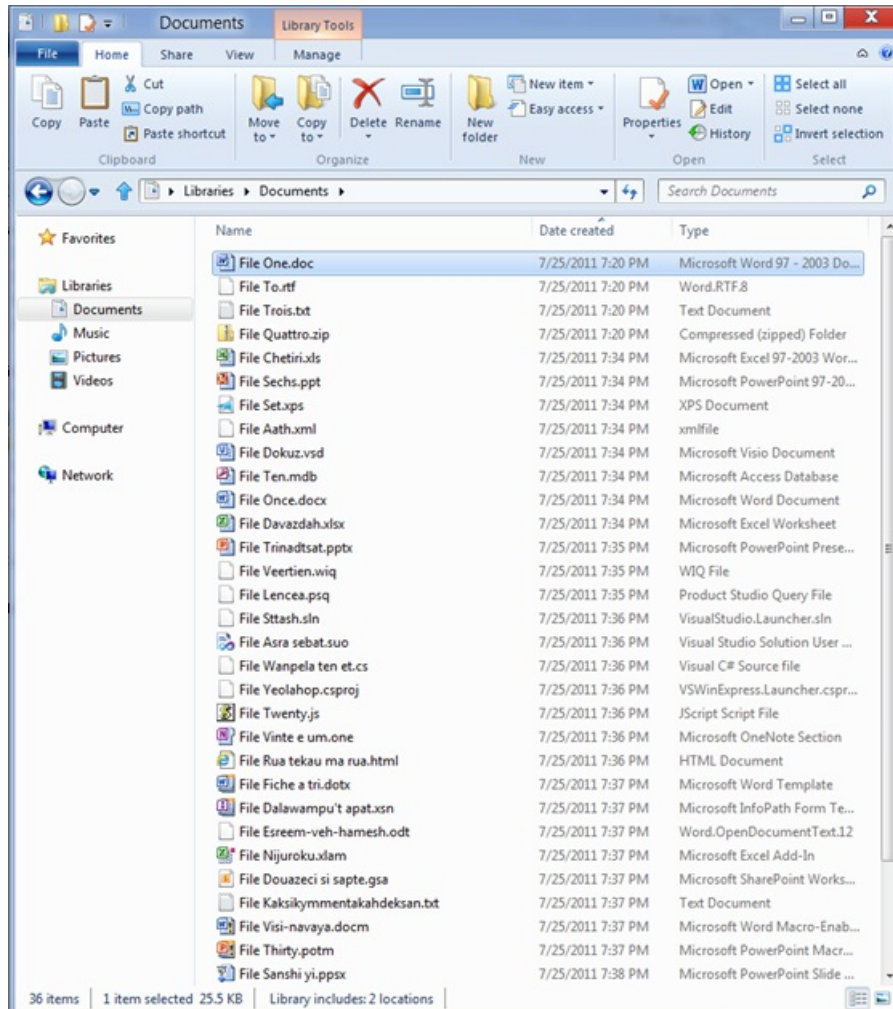 Documents
Library Tools
File
Home
Share
View
Manage
Copy
Paste
Cut
Copy path
Paste shortcut
Move to
Copy to
Delete
Rename
New folder
New item
Easy access
Properties
Open
Edit
History
Select all
Select none
Invert selection
Clipboard
Organize
New
Open
Select
Libraries
Documents
Search Documents
Favorites
Libraries
Documents
Music
Pictures
Videos
Computer
Network
Name Date created Type
File One.doc 7/25/2011 7:20 PM Microsoft Word 97 - 2003 Do...
File To.rtf 7/25/2011 7:20 PM Word.RTF.8
File Trois.txt 7/25/2011 7:20 PM Text Document
File Quattro.zip 7/25/2011 7:20 PM Compressed (zipped) Folder
File Chetiri.xls 7/25/2011 7:34 PM Microsoft Excel 97-2003 Wor...
File Sechs.ppt 7/25/2011 7:34 PM Microsoft PowerPoint 97-20...
File Set.xps 7/25/2011 7:34 PM XPS Document
File Aath.xml 7/25/2011 7:34 PM xmlfile
File Dokuz.vsd 7/25/2011 7:34 PM Microsoft Visio Document
File Ten.mdb 7/25/2011 7:34 PM Microsoft Access Database
File Once.docx 7/25/2011 7:34 PM Microsoft Word Document
File Davazdah.xlsx 7/25/2011 7:34 PM Microsoft Excel Worksheet
File Trinadtsat.pptx 7/25/2011 7:35 PM Microsoft PowerPoint Prese...
File Veertien.wiq 7/25/2011 7:35 PM WIQ File
File Lencea.psq 7/25/2011 7:35 PM Product Studio Query File
File Sttash.sln 7/25/2011 7:36 PM VisualStudio.Launcher.sln
File Asra sebat.suo 7/25/2011 7:36 PM Visual Studio Solution User ...
File Wanpela ten et.cs 7/25/2011 7:36 PM Visual C# Source file
File Yeolahop.csproj 7/25/2011 7:36 PM VSWinExpress.Launcher.cspr...
File Twenty.js 7/25/2011 7:36 PM JScript Script File
File Vinte e um.one 7/25/2011 7:36 PM Microsoft OneNote Section
File Rua tekau ma rua.html 7/25/2011 7:36 PM HTML Document
File Fiche a tri.dotx 7/25/2011 7:37 PM Microsoft Word Template
File Dalawampu't apat.xsn 7/25/2011 7:37 PM Microsoft InfoPath Form Te...
File Esreem-veh-hamesh.odt 7/25/2011 7:37 PM Word.OpenDocumentText.12
File Nijuroku.xlam 7/25/2011 7:37 PM Microsoft Excel Add-In
File Douazeci si sapte.gsa 7/25/2011 7:37 PM Microsoft SharePoint Works...
File Kaksikymmentakahdeksan.txt 7/25/2011 7:37 PM Text Document
File Visi-navaya.docm 7/25/2011 7:37 PM Microsoft Word Macro-Enab...
File Thirty.potm 7/25/2011 7:37 PM Microsoft PowerPoint Macr...
File Sanshi yi.ppsx 7/25/2011 7:38 PM Microsoft PowerPoint Slide ...
36 items 1 item selected 25.5 KB Library includes: 2 locations